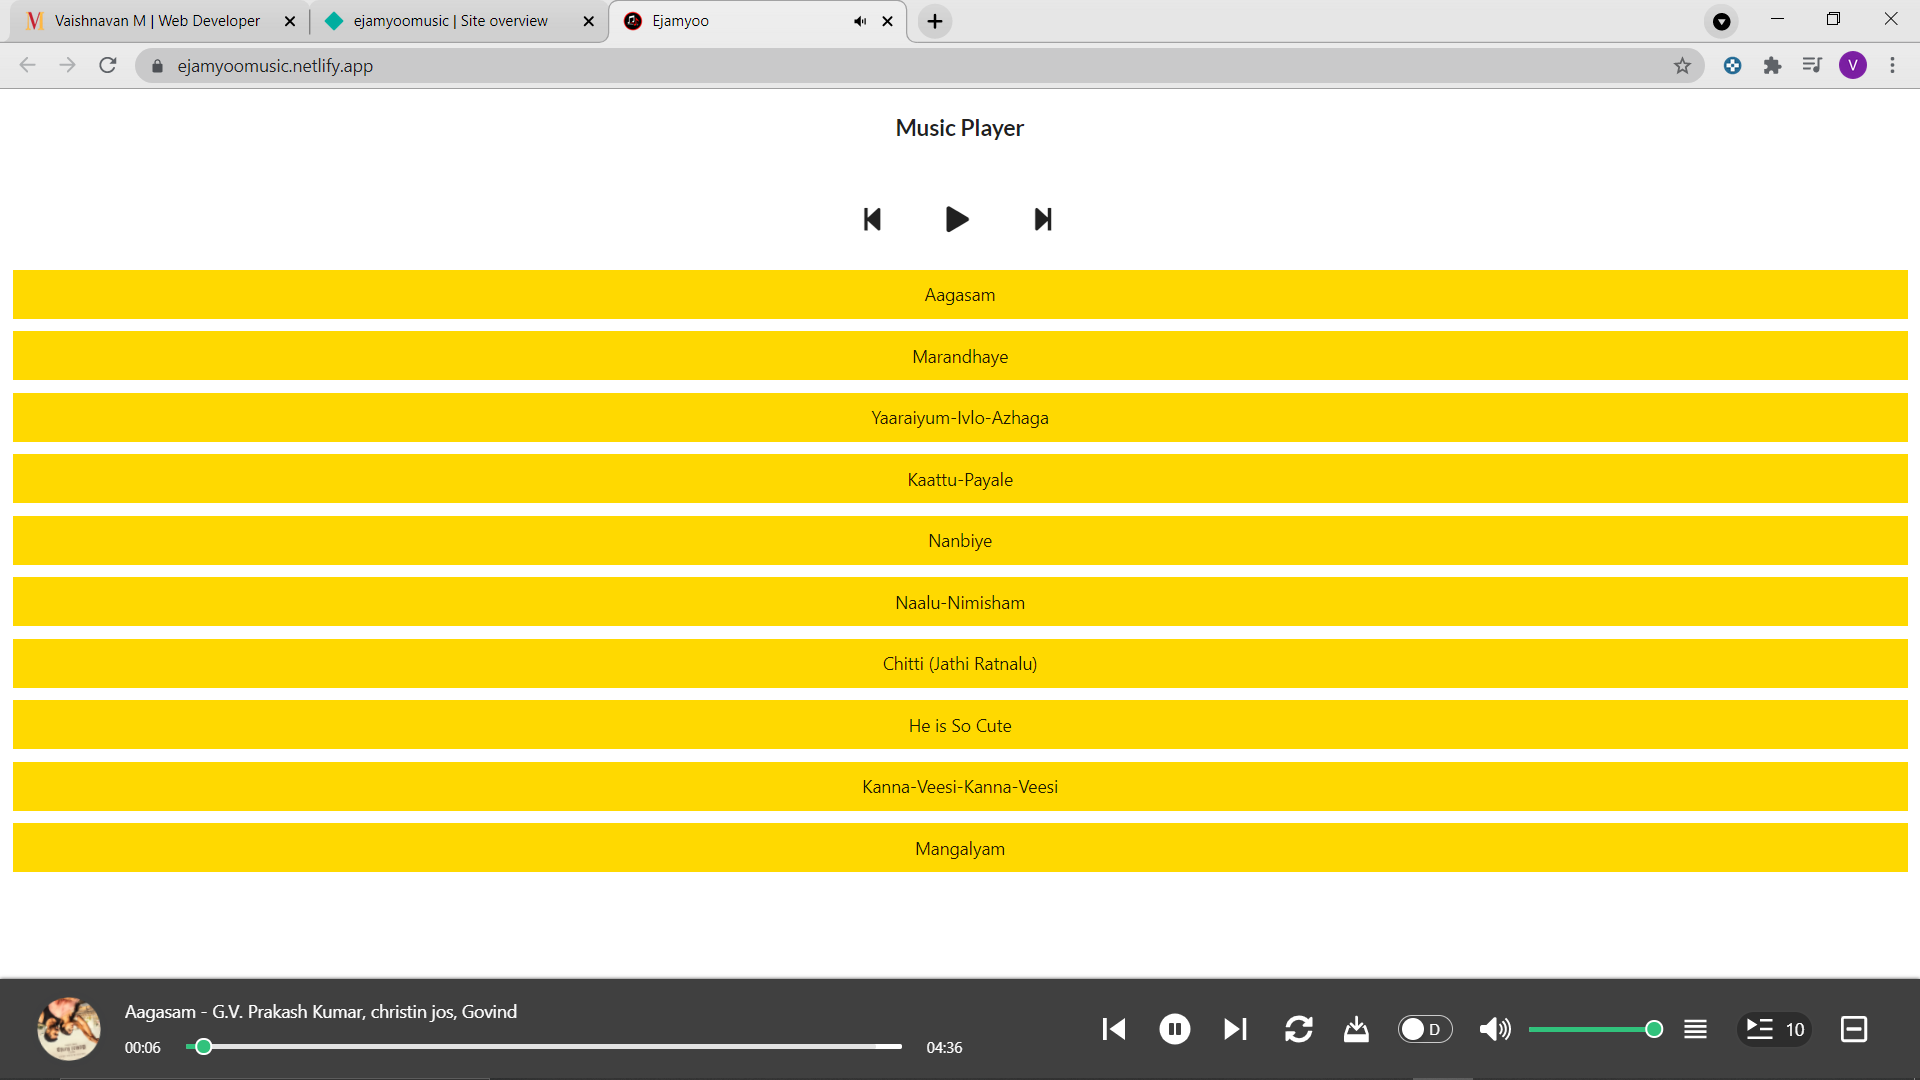 Vaishnavan M | Web Developer
ejamyoomusic | Site overview
Ejamyoo
ejamyoomusic.netlify.app
V
Music Player
Aagasam
Marandhaye
Yaaraiyum-Ivlo-Azhaga
Kaattu-Payale
Nanbiye
Naalu-Nimisham
Chitti (Jathi Ratnalu)
He is So Cute
Kanna-Veesi-Kanna-Veesi
Mangalyam
Aagasam - G.V. Prakash Kumar, christin jos, Govind
00:06
04:36
D
10